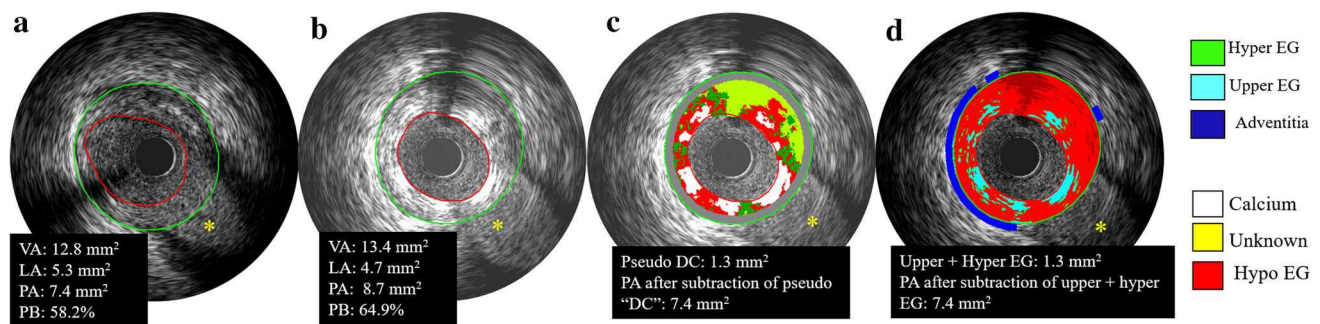 a
b
c
d
*
*
*
*
VA: 12.8 mm²
LA: 5.3 mm²
PA: 7.4 mm²
PB: 58.2%
VA: 13.4 mm²
LA: 4.7 mm²
PA: 8.7 mm²
PB: 64.9%
Pseudo DC: 1.3 mm²
PA after subtraction of pseudo
“DC”: 7.4 mm²
Upper + Hyper EG: 1.3 mm²
PA after subtraction of upper + hyper
EG: 7.4 mm²
Hyper EG
Upper EG
Adventitia
Calcium
Unknown
Hypo EG